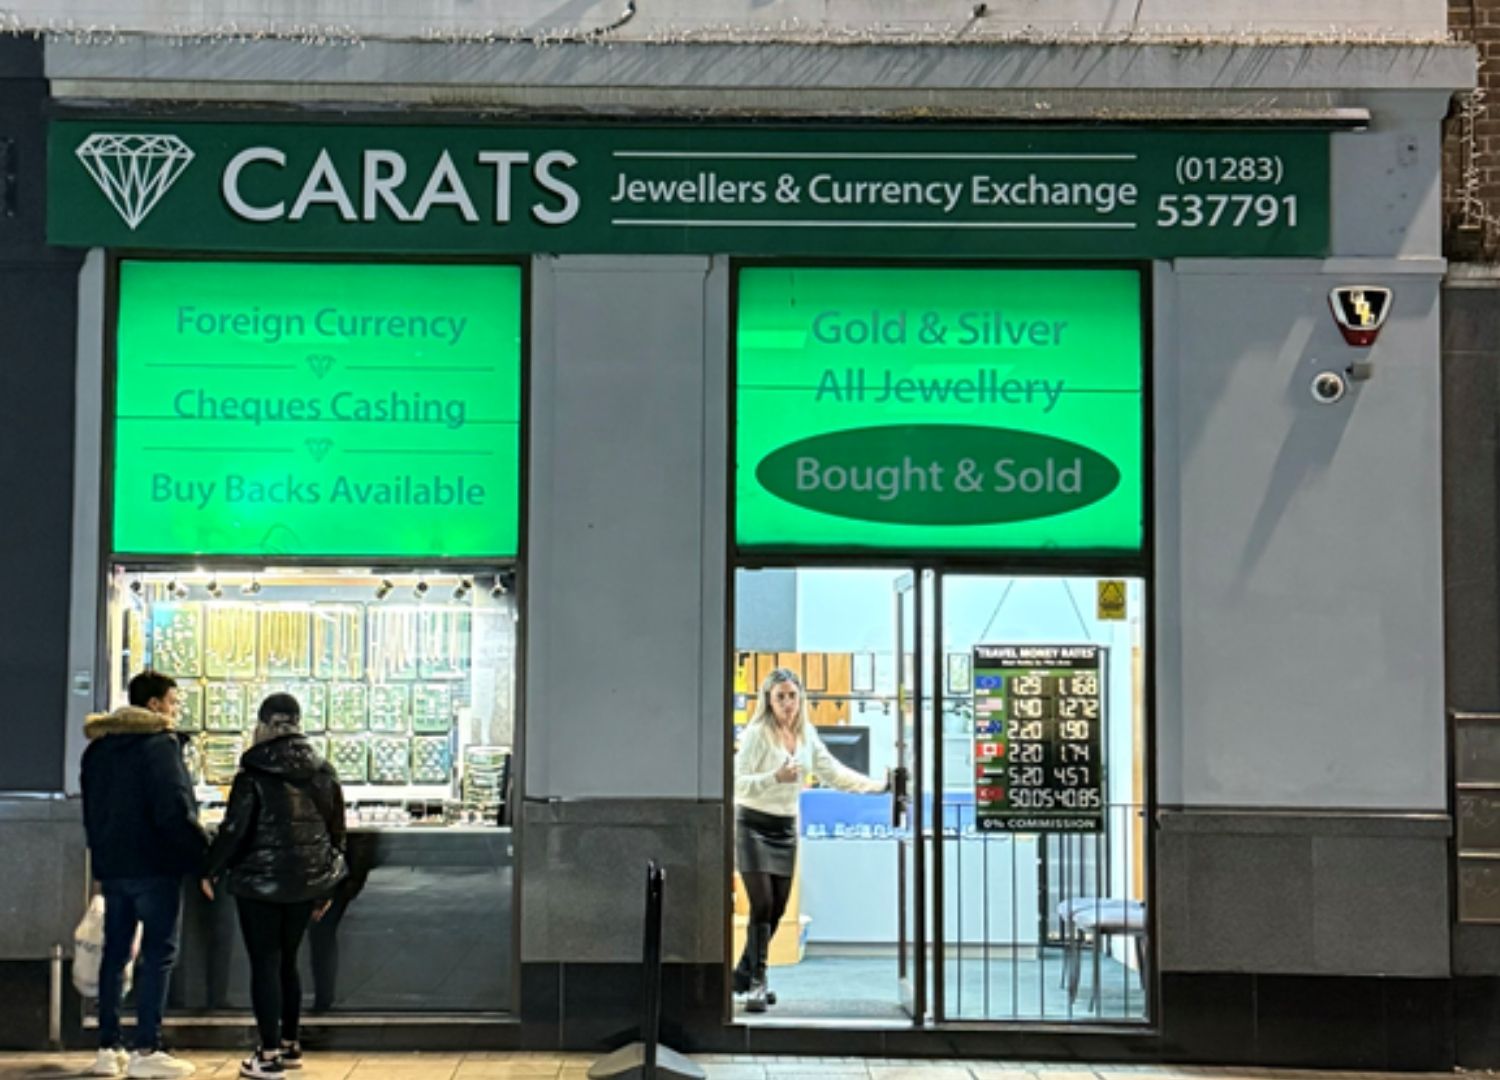 CARATS
Jewellers & Currency Exchange
(01283)
537791
Foreign Currency
Cheques Cashing
Buy Backs Available
Gold & Silver
All Jewellery
Bought & Sold
TRAVEL MONEY RATES
1.29 1.168
1.40 1.272
2.20 1.90
2.20 1.74
5.20 4.57
50.05 40.85
0% COMMISSION